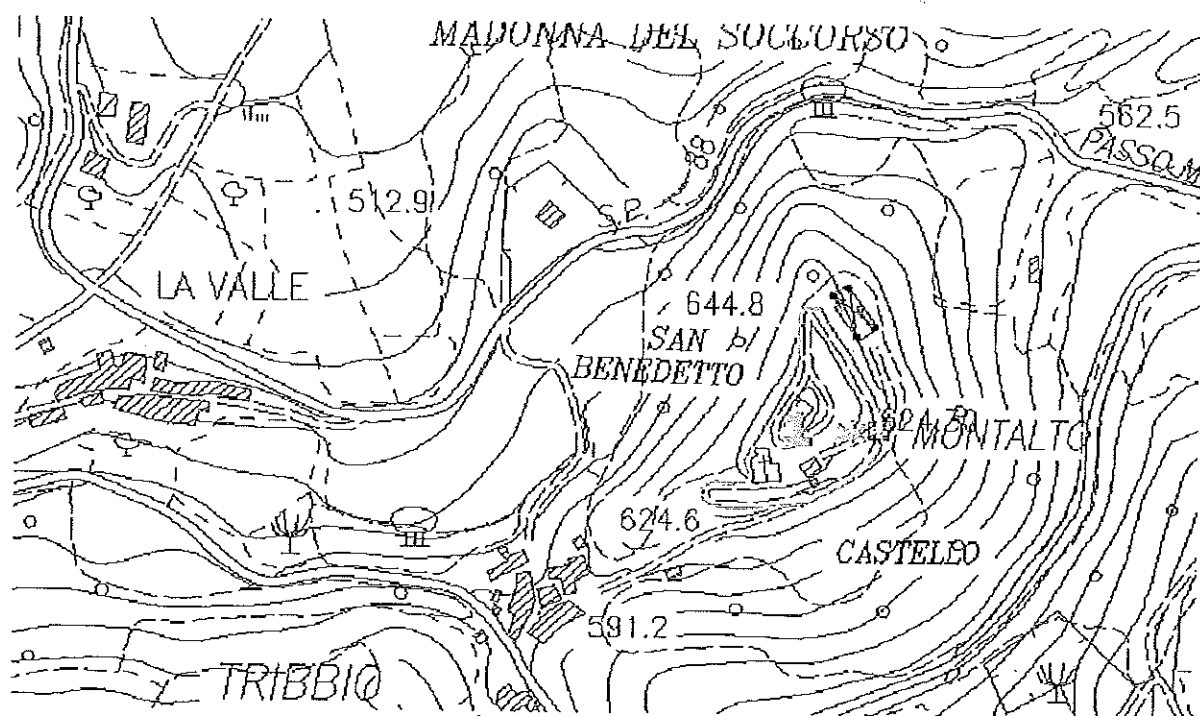 MADONNA DEL SOCCORSO
562.5
512.9
S.P.
LA VALLE
644.8
SAN
BENEDETTO
MONTALTO
624.6
CASTELLO
591.2
TRIBBIO